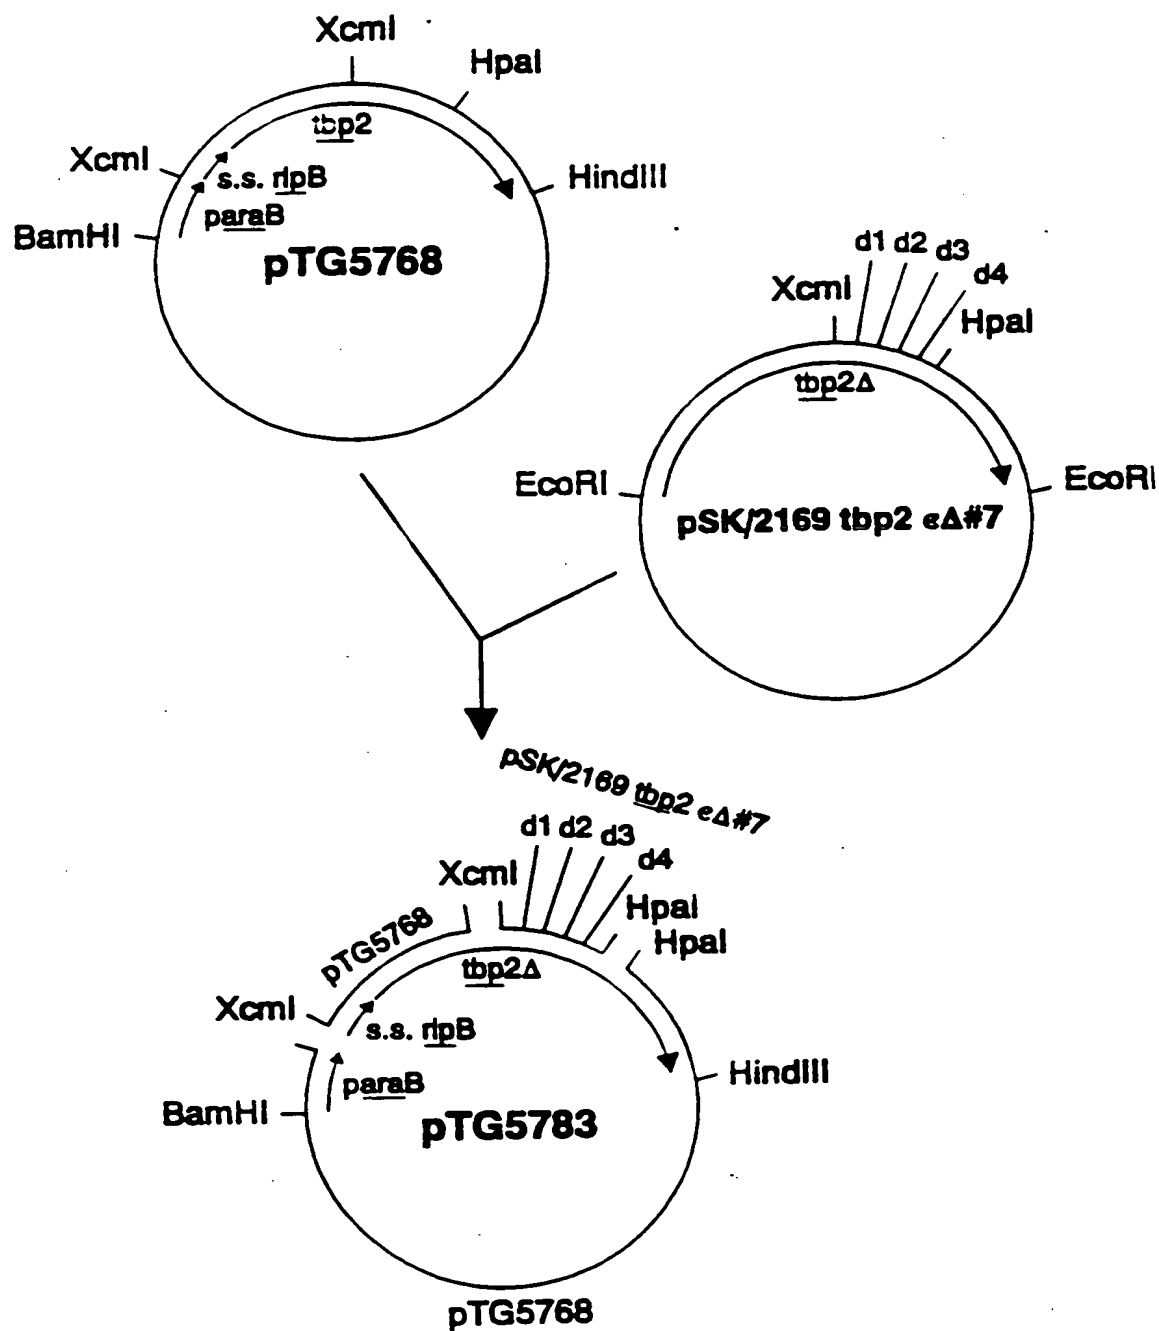 XcmI
HpaI
tbp2
XcmI
s.s. rlpB
HindIII
paraB
BamHI
pTG5768
d1 d2 d3 d4
XcmI
HpaI
tbp2Δ
EcoRI
EcoRI
pSK/2169 tbp2 eΔ#7
pSK/2169 tbp2 eΔ#7
d1 d2 d3 d4
XcmI
HpaI
HpaI
pTG5768
tbp2Δ
XcmI
s.s. rlpB
HindIII
paraB
BamHI
pTG5783
pTG5768